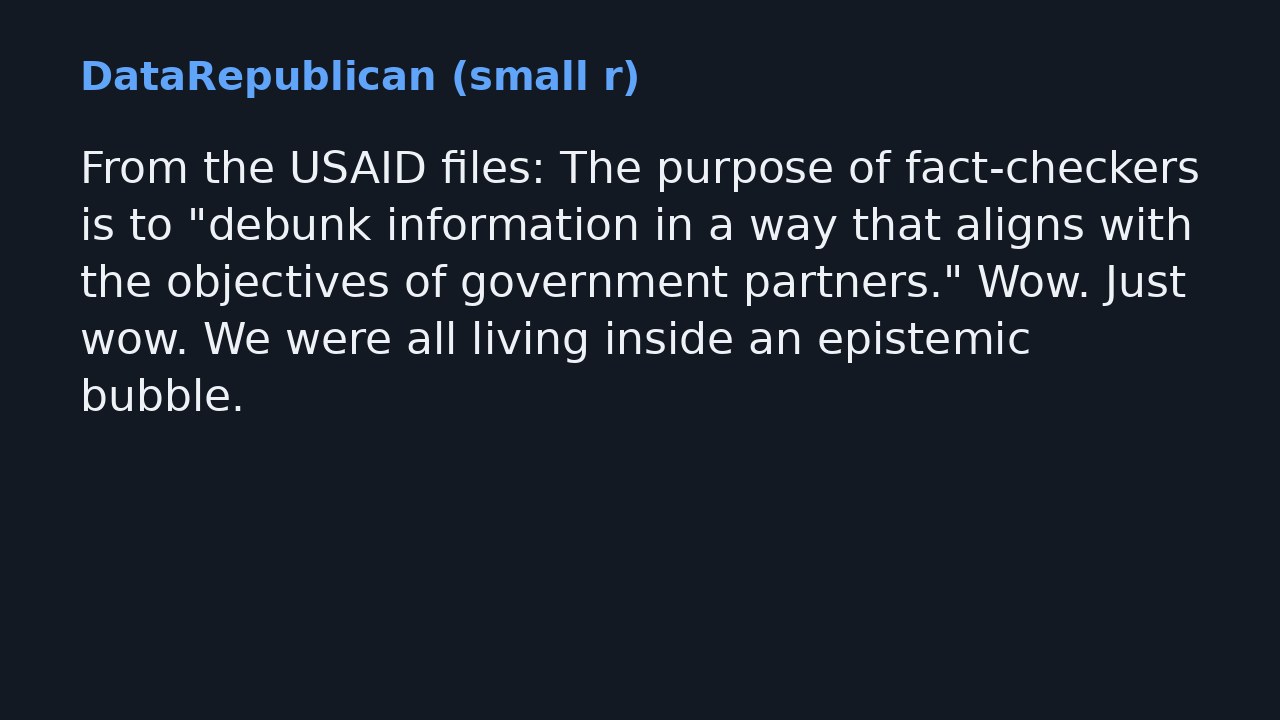 DataRepublican (small r)
From the USAID files: The purpose of fact-checkers
is to "debunk information in a way that aligns with
the objectives of government partners." Wow. Just
wow. We were all living inside an epistemic
bubble.